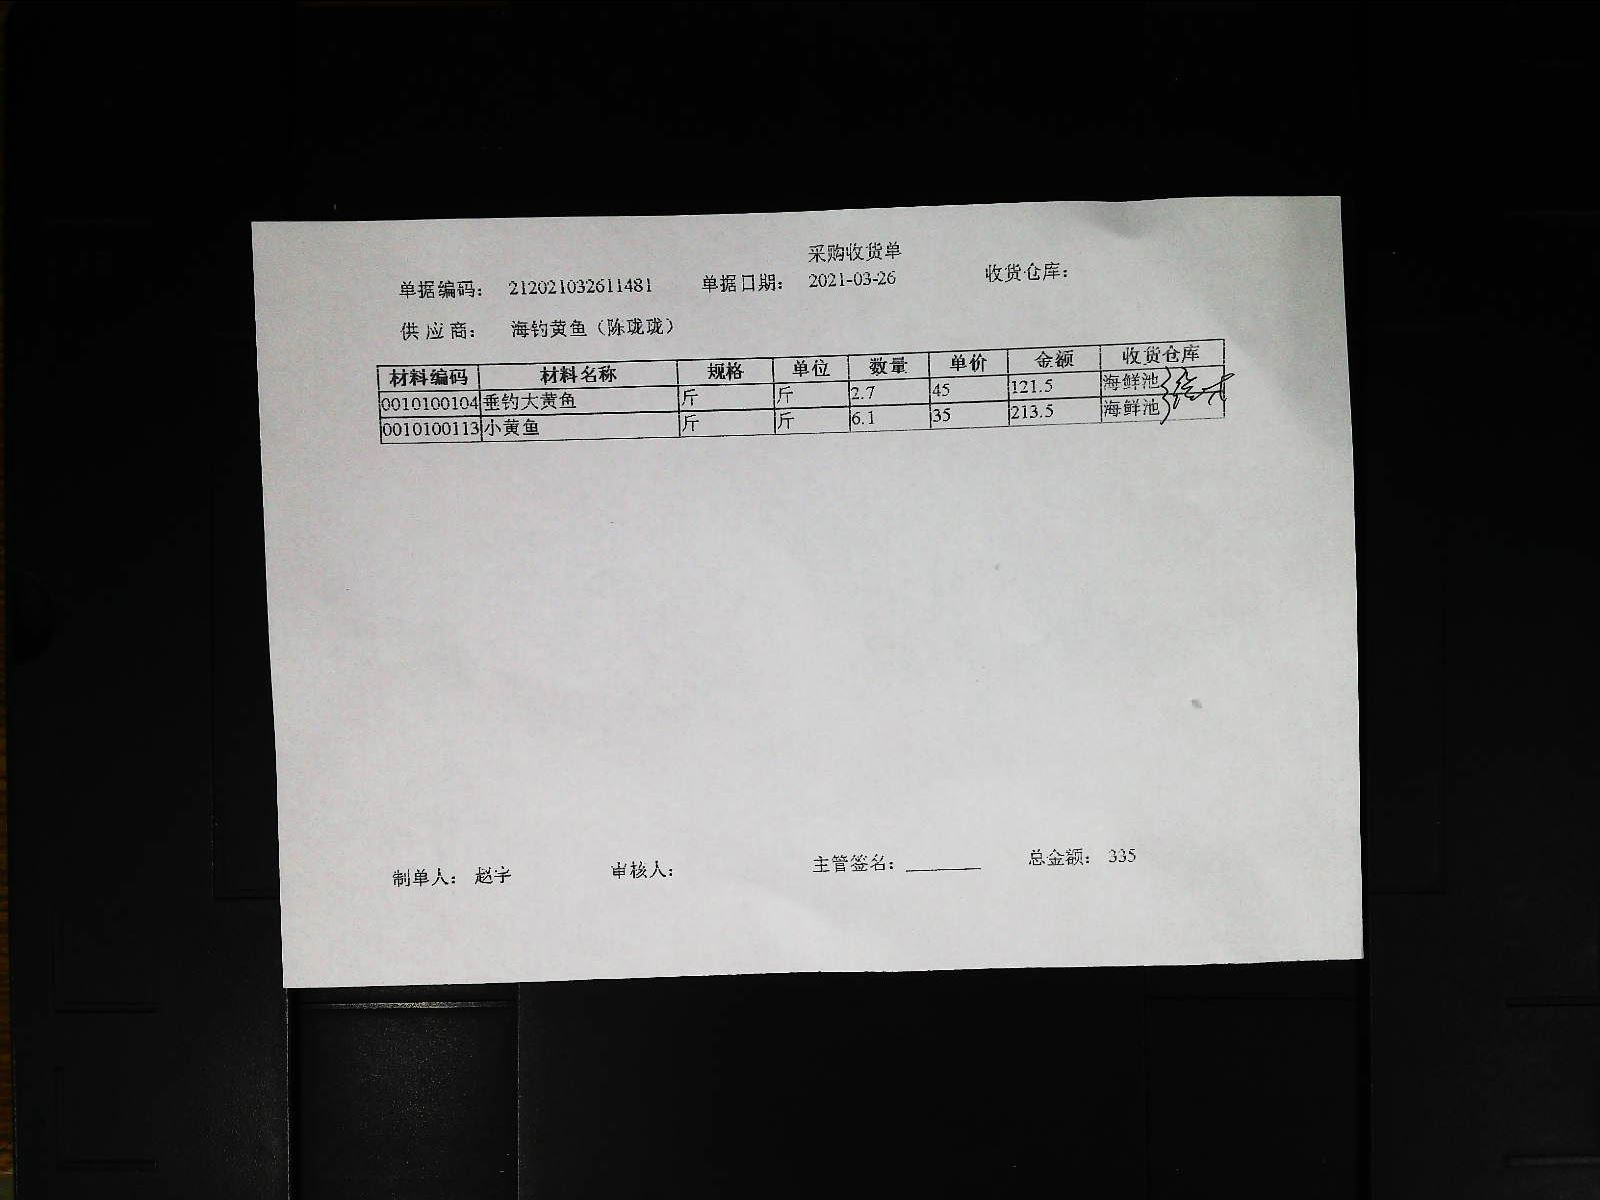 采购收货单
单据编码： 212021032611481 单据日期： 2021-03-26 收货仓库：
供 应 商： 海钓黄鱼（陈珑珑）
材料编码 材料名称 规格 单位 数量 单价 金额 收货仓库
0010100104 垂钓大黄鱼 斤 斤 2.7 45 121.5 海鲜池
0010100113 小黄鱼 斤 斤 6.1 35 213.5 海鲜池
制单人： 赵宇 审核人： 主管签名：________ 总金额： 335